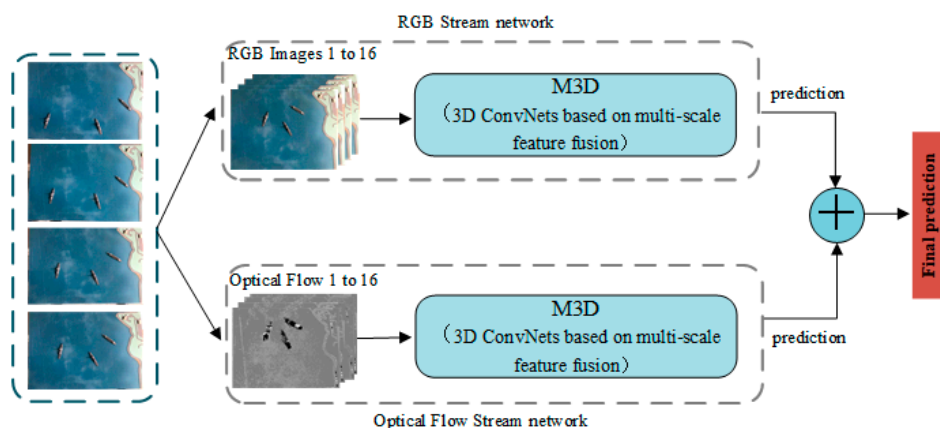 RGB Stream network
RGB Images 1 to 16
M3D
（3D ConvNets based on multi-scale
feature fusion）
prediction
Final prediction
Optical Flow 1 to 16
M3D
（3D ConvNets based on multi-scale
feature fusion）
prediction
Optical Flow Stream network